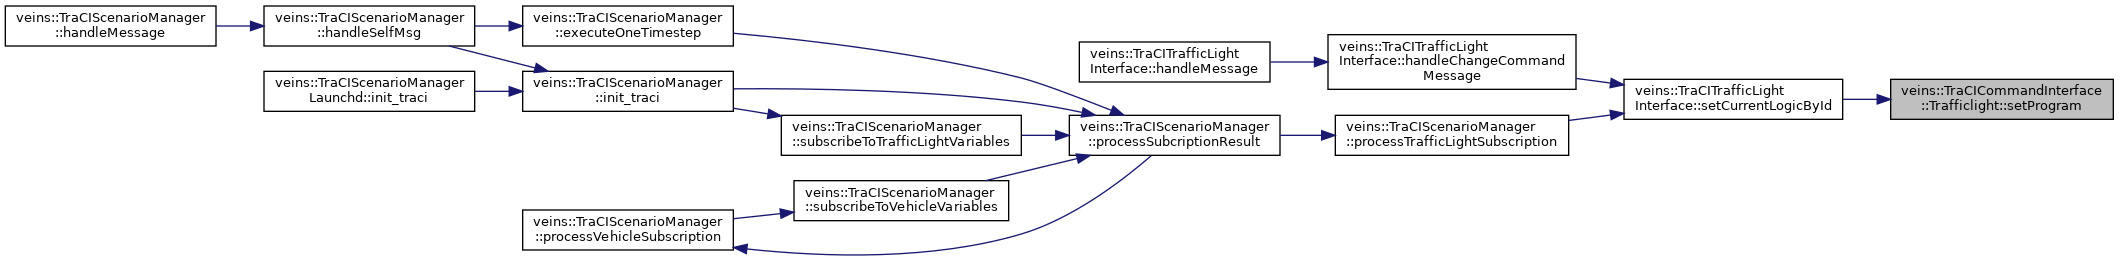 veins::TraCIScenarioManager
::handleMessage
veins::TraCIScenarioManager
::handleSelfMsg
veins::TraCIScenarioManager
::executeOneTimestep
veins::TraCIScenarioManager
Launchd::init_traci
veins::TraCIScenarioManager
::init_traci
veins::TraCIScenarioManager
::subscribeToTrafficLightVariables
veins::TraCIScenarioManager
::subscribeToVehicleVariables
veins::TraCIScenarioManager
::processVehicleSubscription
veins::TraCITrafficLight
Interface::handleMessage
veins::TraCIScenarioManager
::processSubcriptionResult
veins::TraCITrafficLight
Interface::handleChangeCommand
Message
veins::TraCIScenarioManager
::processTrafficLightSubscription
veins::TraCITrafficLight
Interface::setCurrentLogicById
veins::TraCICommandInterface
::Trafficlight::setProgram